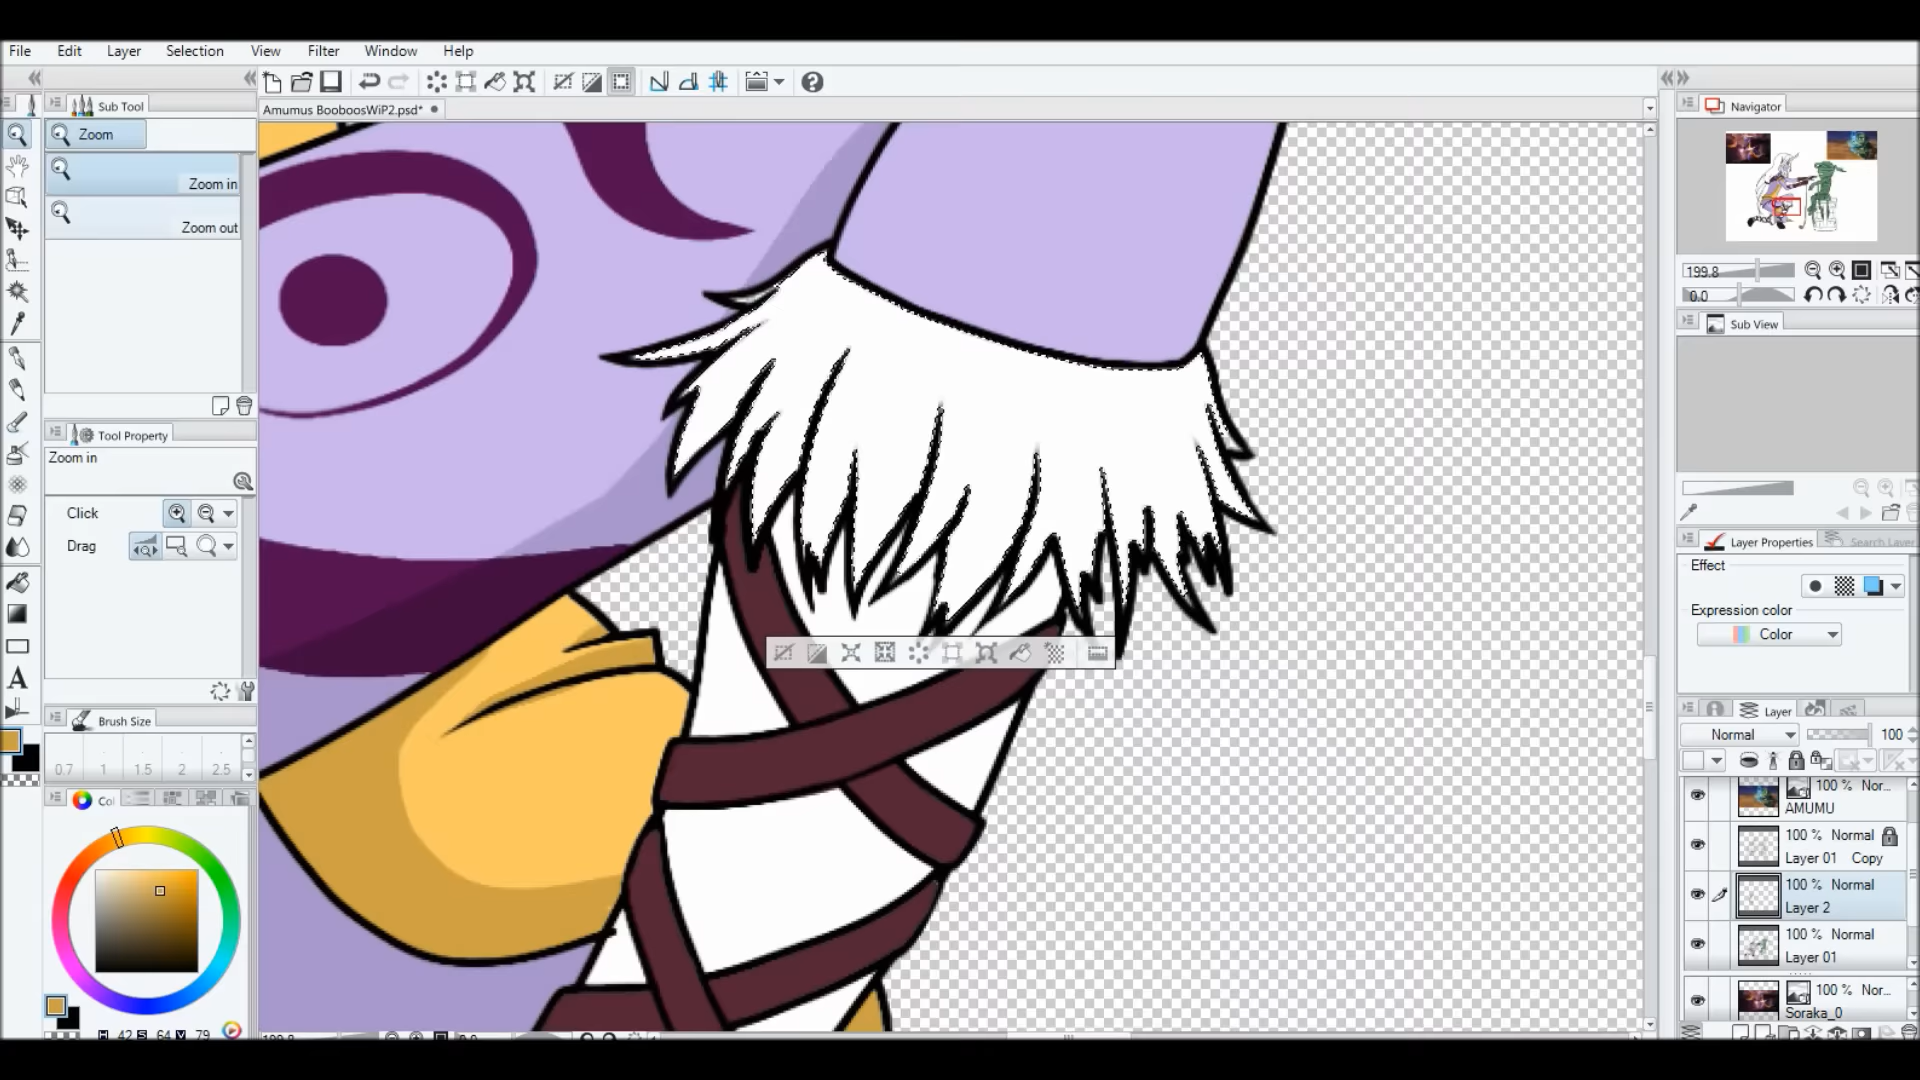 File Edit Layer Selection View Filter Window Help
Sub Tool
Amumus BooboosWiP2.psd*
Navigator
Zoom
Zoom in
Zoom out
199.8
0.0
Sub View
Tool Property
Zoom in
Click
Drag
Layer Properties Search Layer
Effect
Expression color
Color
Brush Size
0.7 1 1.5 2 2.5
Layer
Normal 100
100 % Nor...
AMUMU
100 % Normal
Layer 01 Copy
100 % Normal
Layer 2
100 % Normal
Layer 01
100 % Nor...
Soraka_0
H 42 S 64 V 79
A